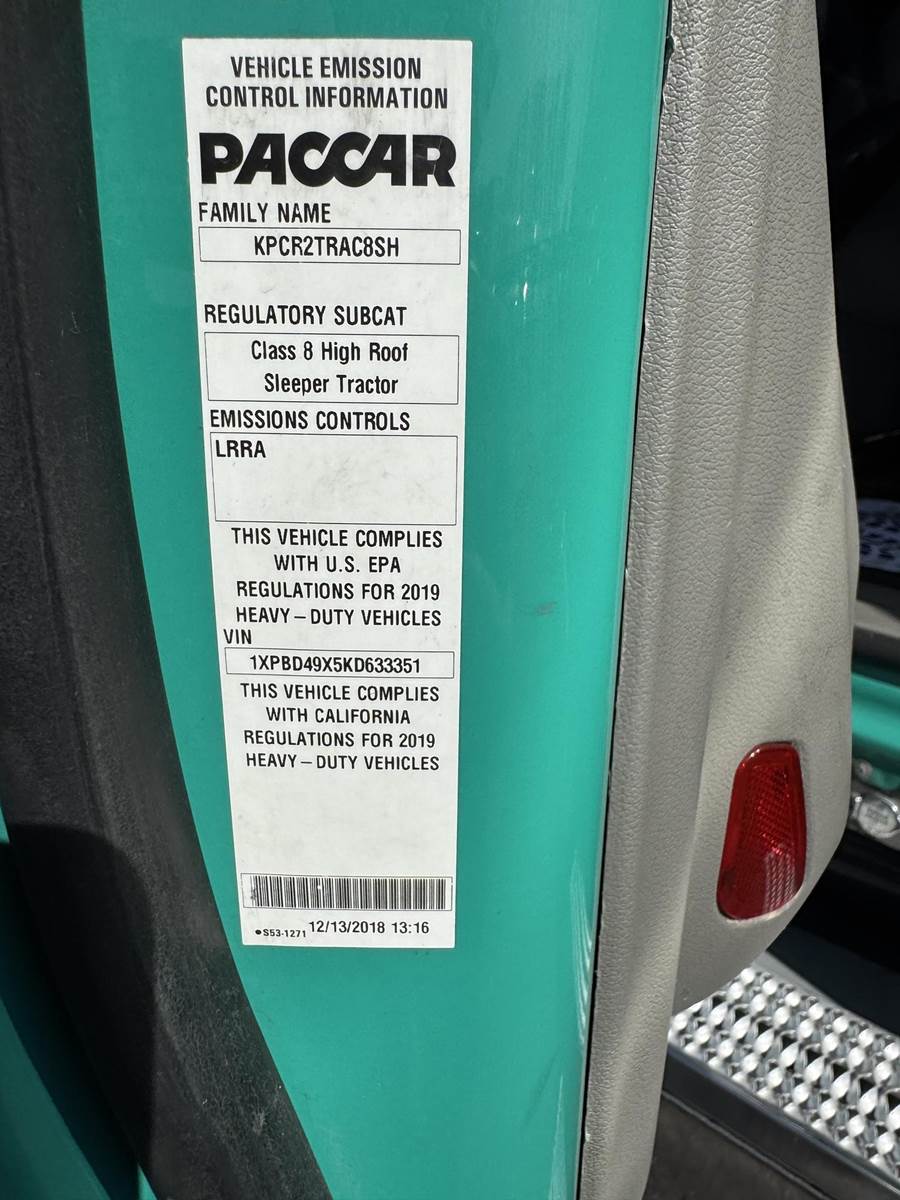 VEHICLE EMISSION
CONTROL INFORMATION
PACCAR
FAMILY NAME
KPCR2TRAC8SH
REGULATORY SUBCAT
Class 8 High Roof
Sleeper Tractor
EMISSIONS CONTROLS
LRRA
THIS VEHICLE COMPLIES
WITH U.S. EPA
REGULATIONS FOR 2019
HEAVY–DUTY VEHICLES
VIN
1XPBD49X5KD633351
THIS VEHICLE COMPLIES
WITH CALIFORNIA
REGULATIONS FOR 2019
HEAVY–DUTY VEHICLES
●S53-1271 12/13/2018 13:16